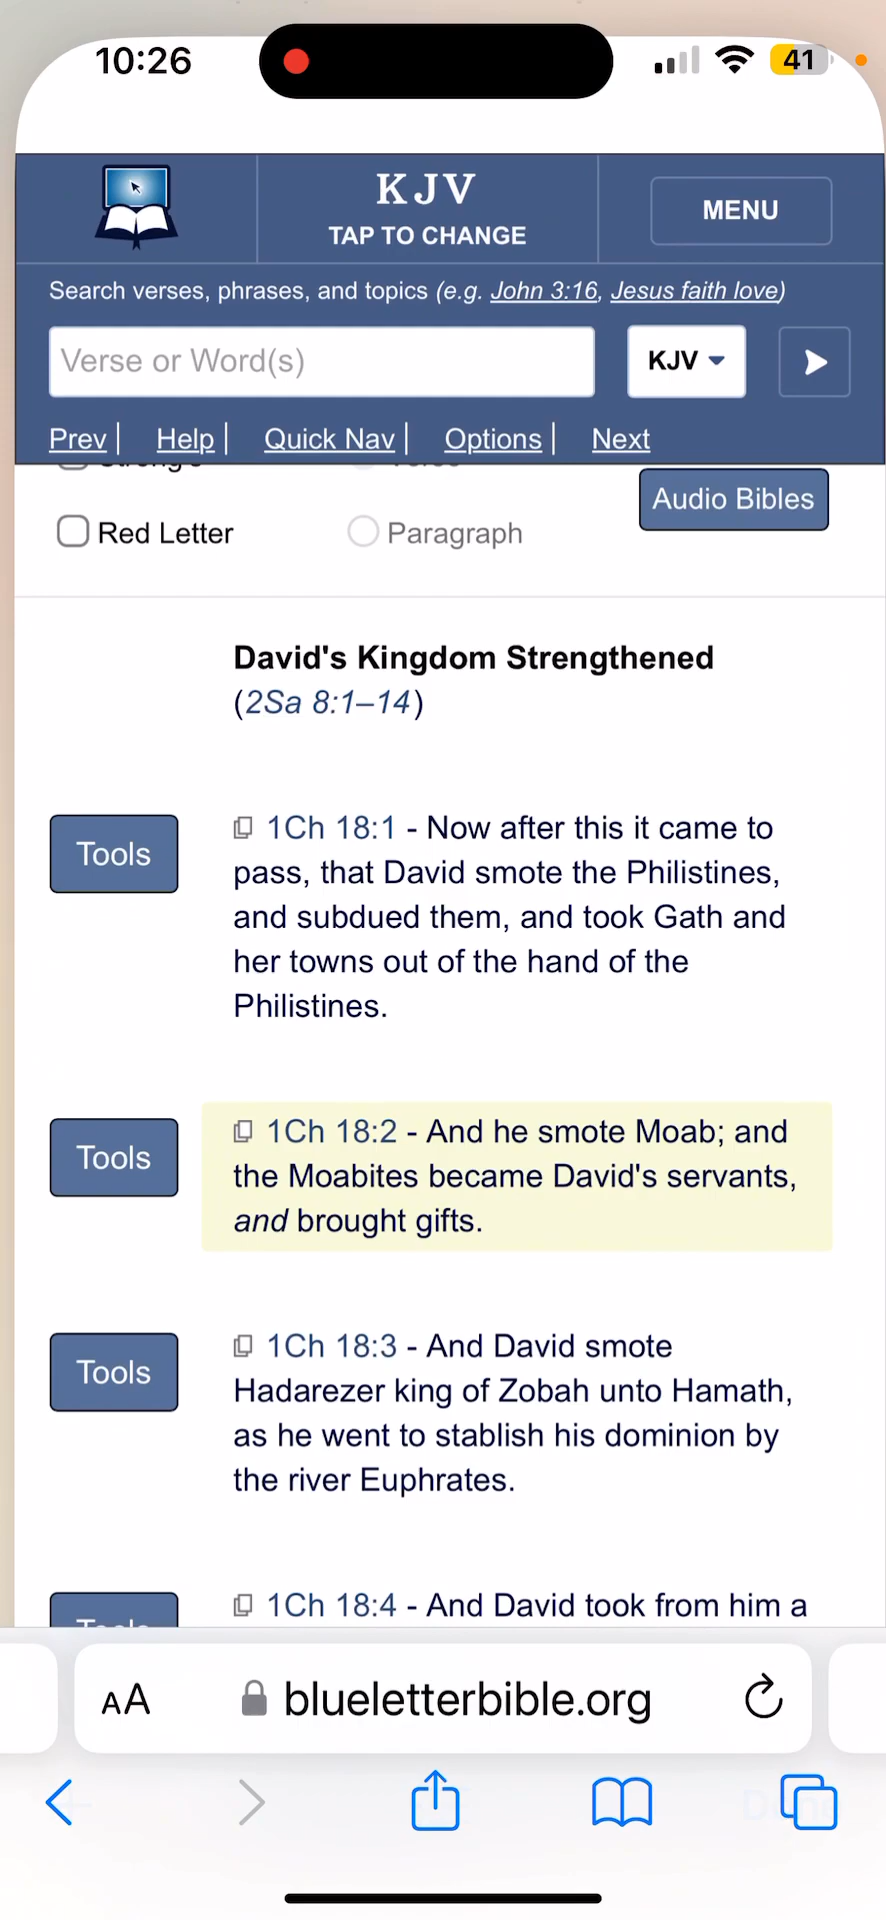 10:26
41
KJV
TAP TO CHANGE
MENU
Search verses, phrases, and topics (e.g. John 3:16, Jesus faith love)
Verse or Word(s)
KJV
Prev | Help | Quick Nav | Options | Next
Audio Bibles
Red Letter
Paragraph
David's Kingdom Strengthened
(2Sa 8:1–14)
Tools
1Ch 18:1 - Now after this it came to
pass, that David smote the Philistines,
and subdued them, and took Gath and
her towns out of the hand of the
Philistines.
Tools
1Ch 18:2 - And he smote Moab; and
the Moabites became David's servants,
and brought gifts.
Tools
1Ch 18:3 - And David smote
Hadarezer king of Zobah unto Hamath,
as he went to stablish his dominion by
the river Euphrates.
Tools
1Ch 18:4 - And David took from him a
AA
blueletterbible.org